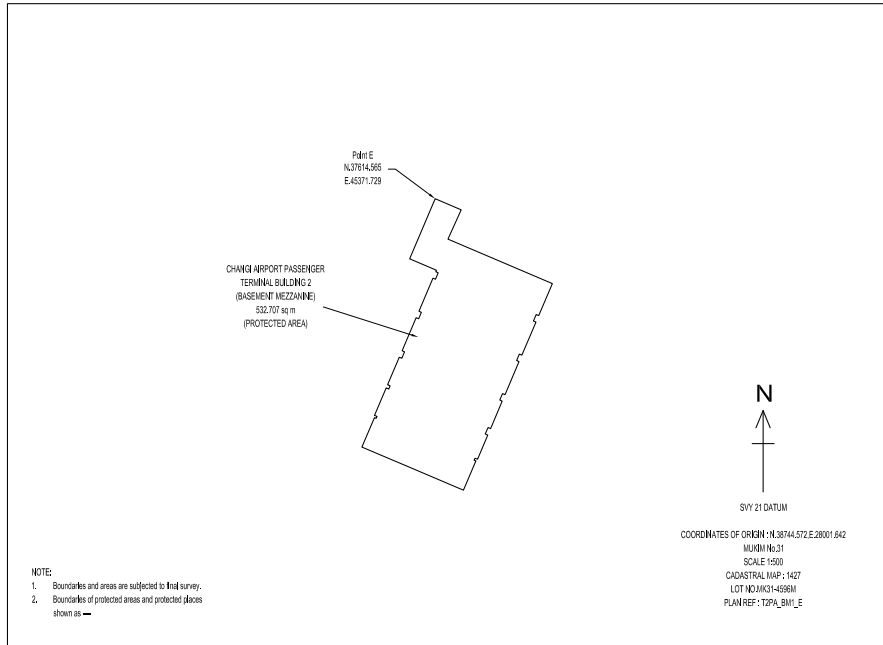 Point E
N.37614.565
E.45371.729
CHANGI AIRPORT PASSENGER
TERMINAL BUILDING 2
(BASEMENT MEZZANINE)
532.707 sq m
(PROTECTED AREA)
N
SVY 21 DATUM
COORDINATES OF ORIGIN : N.38744.572,E.28001.642
MUKIM No.31
SCALE 1:500
CADASTRAL MAP : 1427
LOT NO.MK31-4596M
PLAN REF : T2PA_BM1_E
NOTE:
1. Boundaries and areas are subjected to final survey.
2. Boundaries of protected areas and protected places
shown as —